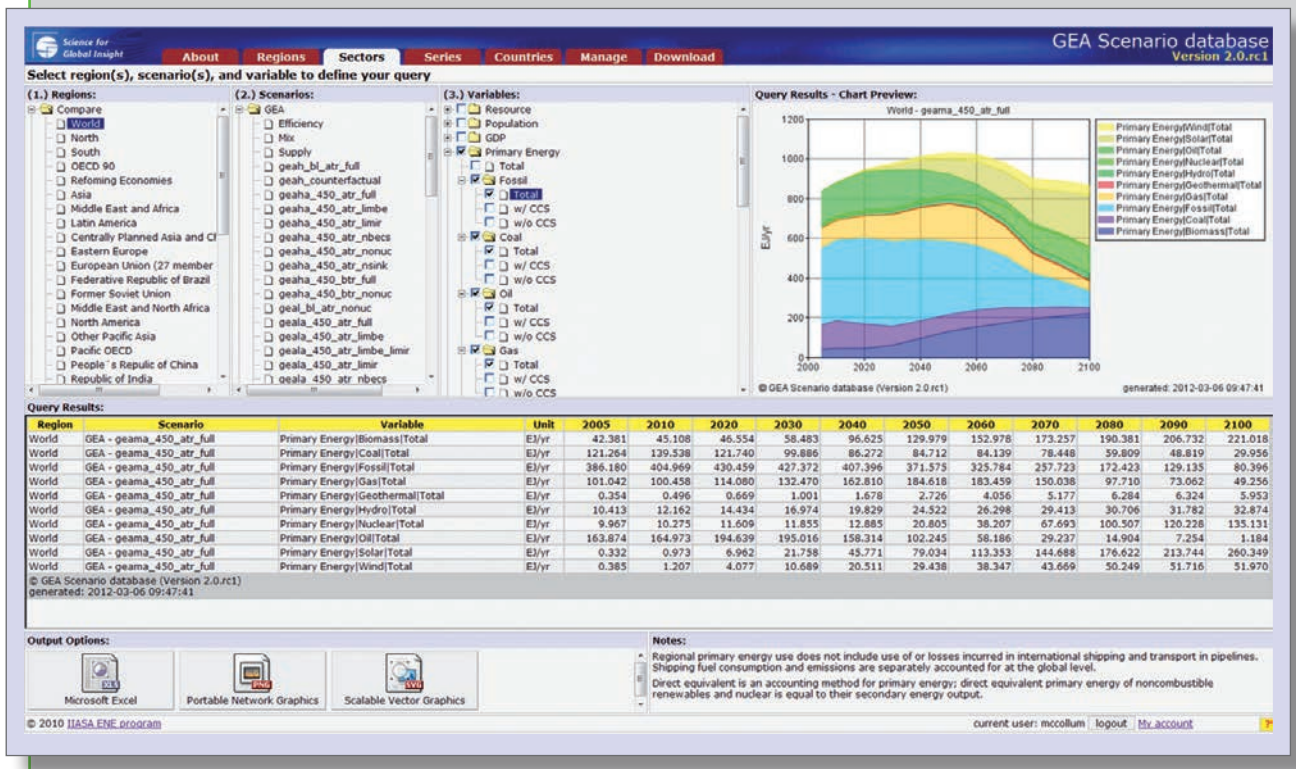 Science for
Global Insight
About Regions Sectors Series Countries Manage Download
GEA Scenario database
Version 2.0.rc1
Select region(s), scenario(s), and variable to define your query
(1.) Regions:
Compare
World
North
South
OECD 90
Refoming Economies
Asia
Middle East and Africa
Latin America
Centrally Planned Asia and Cl
Eastern Europe
European Union (27 member
Federative Republic of Brazil
Former Soviet Union
Middle East and North Africa
North America
Other Pacific Asia
Pacific OECD
People´s Repulic of China
Republic of India
(2.) Scenarios:
GEA
Efficiency
Mix
Supply
geah_bl_atr_full
geah_counterfactual
geaha_450_atr_full
geaha_450_atr_limbe
geaha_450_atr_limir
geaha_450_atr_nbecs
geaha_450_atr_nonuc
geaha_450_atr_nsink
geaha_450_btr_full
geaha_450_btr_nonuc
geal_bl_atr_nonuc
geala_450_atr_full
geala_450_atr_limbe
geala_450_atr_limbe_limir
geala_450_atr_limir
geala_450_atr_nbecs
(3.) Variables:
Resource
Population
GDP
Primary Energy
Total
Fossil
Total
w/ CCS
w/o CCS
Coal
Total
w/ CCS
w/o CCS
Oil
Total
w/ CCS
w/o CCS
Gas
Total
w/ CCS
w/o CCS
Query Results - Chart Preview:
World - geama_450_atr_full
1200
1000
800
600
400
200
0
EJ/yr
2000 2020 2040 2060 2080 2100
Primary Energy|Wind|Total
Primary Energy|Solar|Total
Primary Energy|Oil|Total
Primary Energy|Nuclear|Total
Primary Energy|Hydro|Total
Primary Energy|Geothermal|Total
Primary Energy|Gas|Total
Primary Energy|Fossil|Total
Primary Energy|Coal|Total
Primary Energy|Biomass|Total
© GEA Scenario database (Version 2.0.rc1) generated: 2012-03-06 09:47:41
Query Results:
Region Scenario Variable Unit 2005 2010 2020 2030 2040 2050 2060 2070 2080 2090 2100
World GEA - geama_450_atr_full Primary Energy|Biomass|Total EJ/yr 42.381 45.108 46.554 58.483 96.625 129.979 152.978 173.257 190.381 206.732 221.018
World GEA - geama_450_atr_full Primary Energy|Coal|Total EJ/yr 121.264 139.538 121.740 99.886 86.272 84.712 84.139 78.448 59.809 48.819 29.956
World GEA - geama_450_atr_full Primary Energy|Fossil|Total EJ/yr 386.180 404.969 430.459 427.372 407.396 371.575 325.784 257.723 172.423 129.135 80.396
World GEA - geama_450_atr_full Primary Energy|Gas|Total EJ/yr 101.042 100.458 114.080 132.470 162.810 184.618 183.459 150.038 97.710 73.062 49.256
World GEA - geama_450_atr_full Primary Energy|Geothermal|Total EJ/yr 0.354 0.496 0.669 1.001 1.678 2.726 4.056 5.177 6.284 6.324 5.953
World GEA - geama_450_atr_full Primary Energy|Hydro|Total EJ/yr 10.413 12.162 14.434 16.974 19.829 24.522 26.298 29.413 30.706 31.782 32.874
World GEA - geama_450_atr_full Primary Energy|Nuclear|Total EJ/yr 9.967 10.275 11.609 11.855 12.885 20.805 38.207 67.693 100.507 120.228 135.131
World GEA - geama_450_atr_full Primary Energy|Oil|Total EJ/yr 163.874 164.973 194.639 195.016 158.314 102.245 58.186 29.237 14.904 7.254 1.184
World GEA - geama_450_atr_full Primary Energy|Solar|Total EJ/yr 0.332 0.973 6.962 21.758 45.771 79.034 113.353 144.688 176.622 213.744 260.349
World GEA - geama_450_atr_full Primary Energy|Wind|Total EJ/yr 0.385 1.207 4.077 10.689 20.511 29.438 38.347 43.669 50.249 51.716 51.970
© GEA Scenario database (Version 2.0.rc1)
generated: 2012-03-06 09:47:41
Output Options:
XLS
Microsoft Excel
PNG
Portable Network Graphics
SVG
Scalable Vector Graphics
Notes:
Regional primary energy use does not include use of or losses incurred in international shipping and transport in pipelines.
Shipping fuel consumption and emissions are separately accounted for at the global level.
Direct equivalent is an accounting method for primary energy; direct equivalent primary energy of noncombustible
renewables and nuclear is equal to their secondary energy output.
© 2010 IIASA ENE program
current user: mccollum logout My account